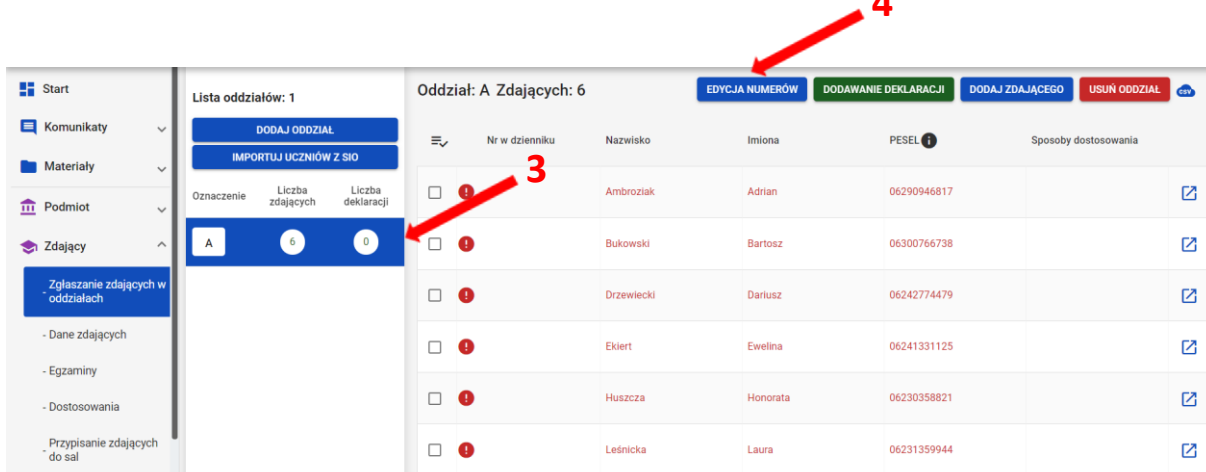 4
Start
Komunikaty
Materiały
Podmiot
Zdający
- Zgłaszanie zdających w
oddziałach
- Dane zdających
- Egzaminy
- Dostosowania
- Przypisanie zdających
do sal
Lista oddziałów: 1
DODAJ ODDZIAŁ
IMPORTUJ UCZNIÓW Z SIO
Oznaczenie Liczba zdających Liczba deklaracji
A 6 0
3
Oddział: A Zdających: 6
EDYCJA NUMERÓW DODAWANIE DEKLARACJI DODAJ ZDAJĄCEGO USUŃ ODDZIAŁ CSV
Nr w dzienniku Nazwisko Imiona PESEL Sposoby dostosowania
Ambroziak Adrian 06290946817
Bukowski Bartosz 06300766738
Drzewiecki Dariusz 06242774479
Ekiert Ewelina 06241331125
Huszcza Honorata 06230358821
Leśnicka Laura 06231359944